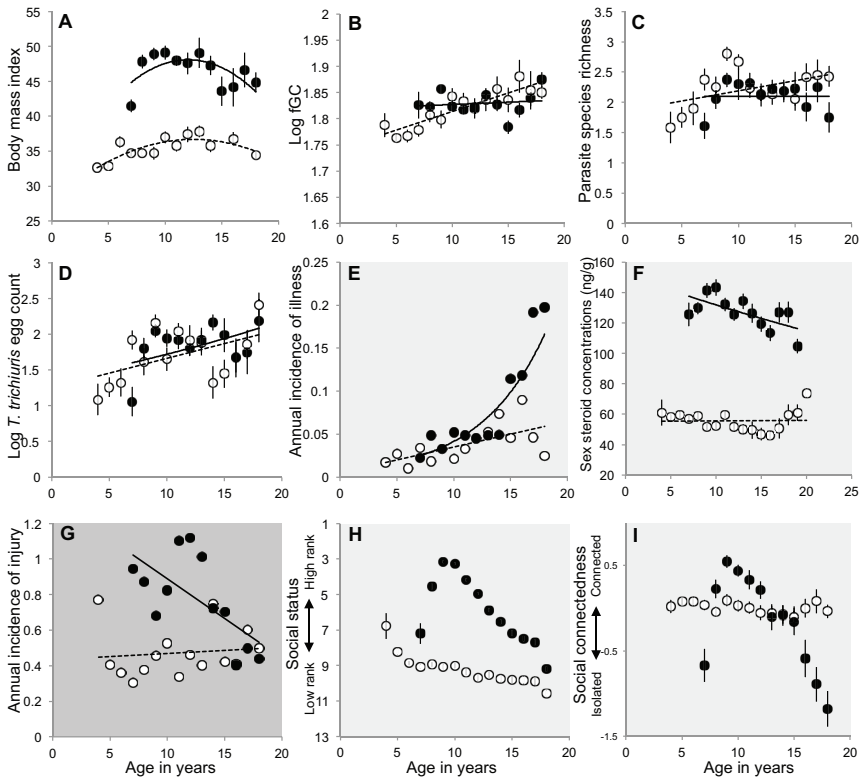 A
Body mass index
55
50
45
40
35
30
25
0 5 10 15 20
B
Log fGC
2
1.95
1.9
1.85
1.8
1.75
1.7
1.65
1.6
0 5 10 15 20
C
Parasite species richness
3.5
3
2.5
2
1.5
1
0.5
0
0 5 10 15 20
D
Log T. trichiuris egg count
3
2.5
2
1.5
1
0.5
0
0 5 10 15 20
E
Annual incidence of illness
0.25
0.2
0.15
0.1
0.05
0
0 5 10 15 20
F
Sex steroid concentrations (ng/g)
160
140
120
100
80
60
40
20
0 5 10 15 20 25
G
Annual incidence of injury
1.2
1
0.8
0.6
0.4
0.2
0
0 5 10 15 20
Age in years
H
Social status
Low rank High rank
1
3
5
7
9
11
13
0 5 10 15 20
Age in years
I
Social connectedness
Isolated Connected
0.5
-0.5
-1.5
0 5 10 15 20
Age in years